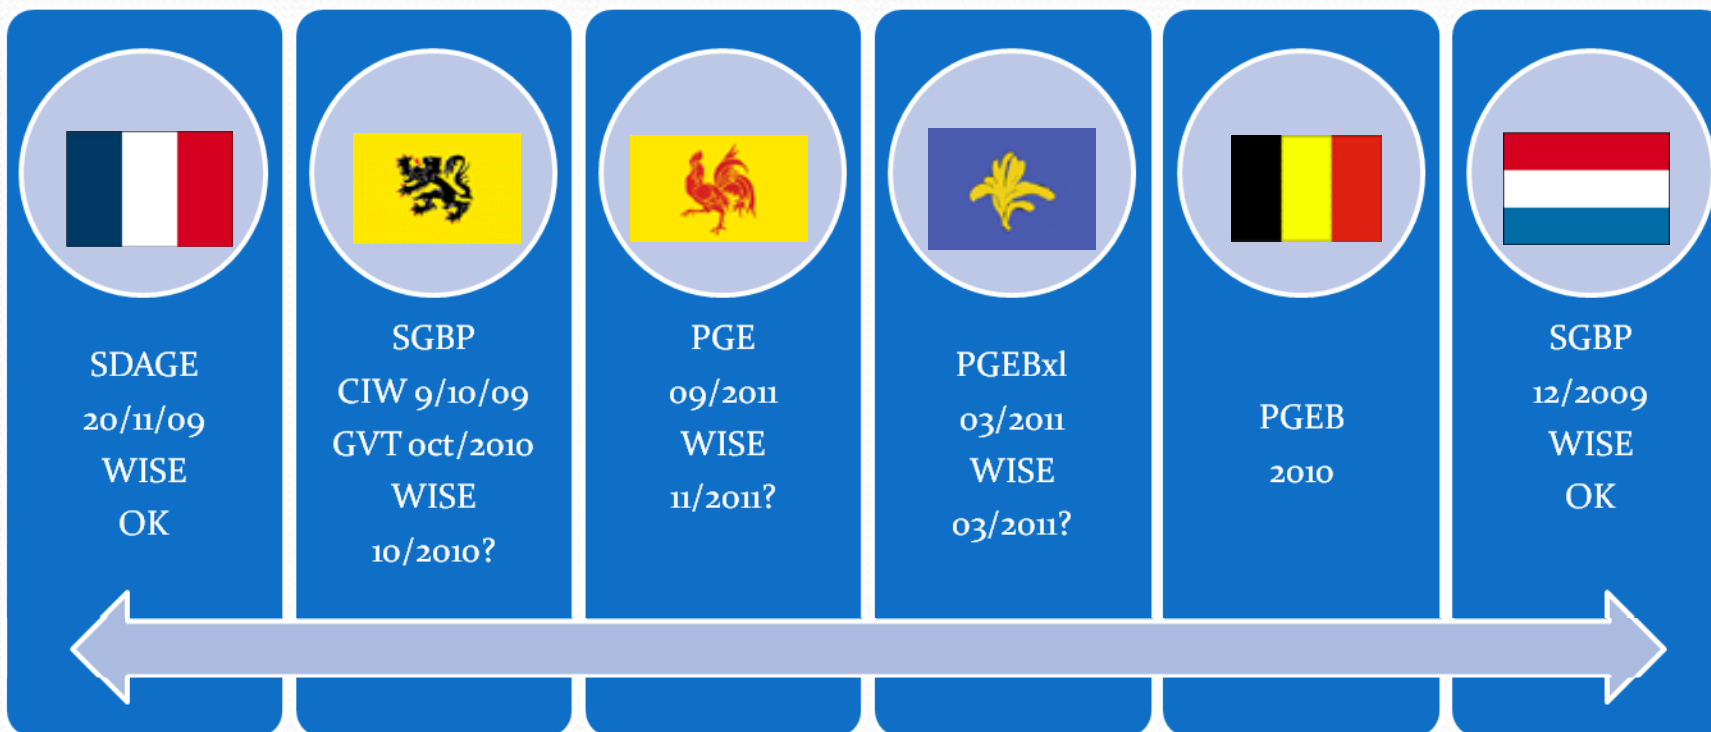 SDAGE
20/11/09
WISE
OK
SGBP
CIW 9/10/09
GVT oct/2010
WISE
10/2010?
PGE
09/2011
WISE
11/2011?
PGEBxl
03/2011
WISE
03/2011?
PGEB
2010
SGBP
12/2009
WISE
OK